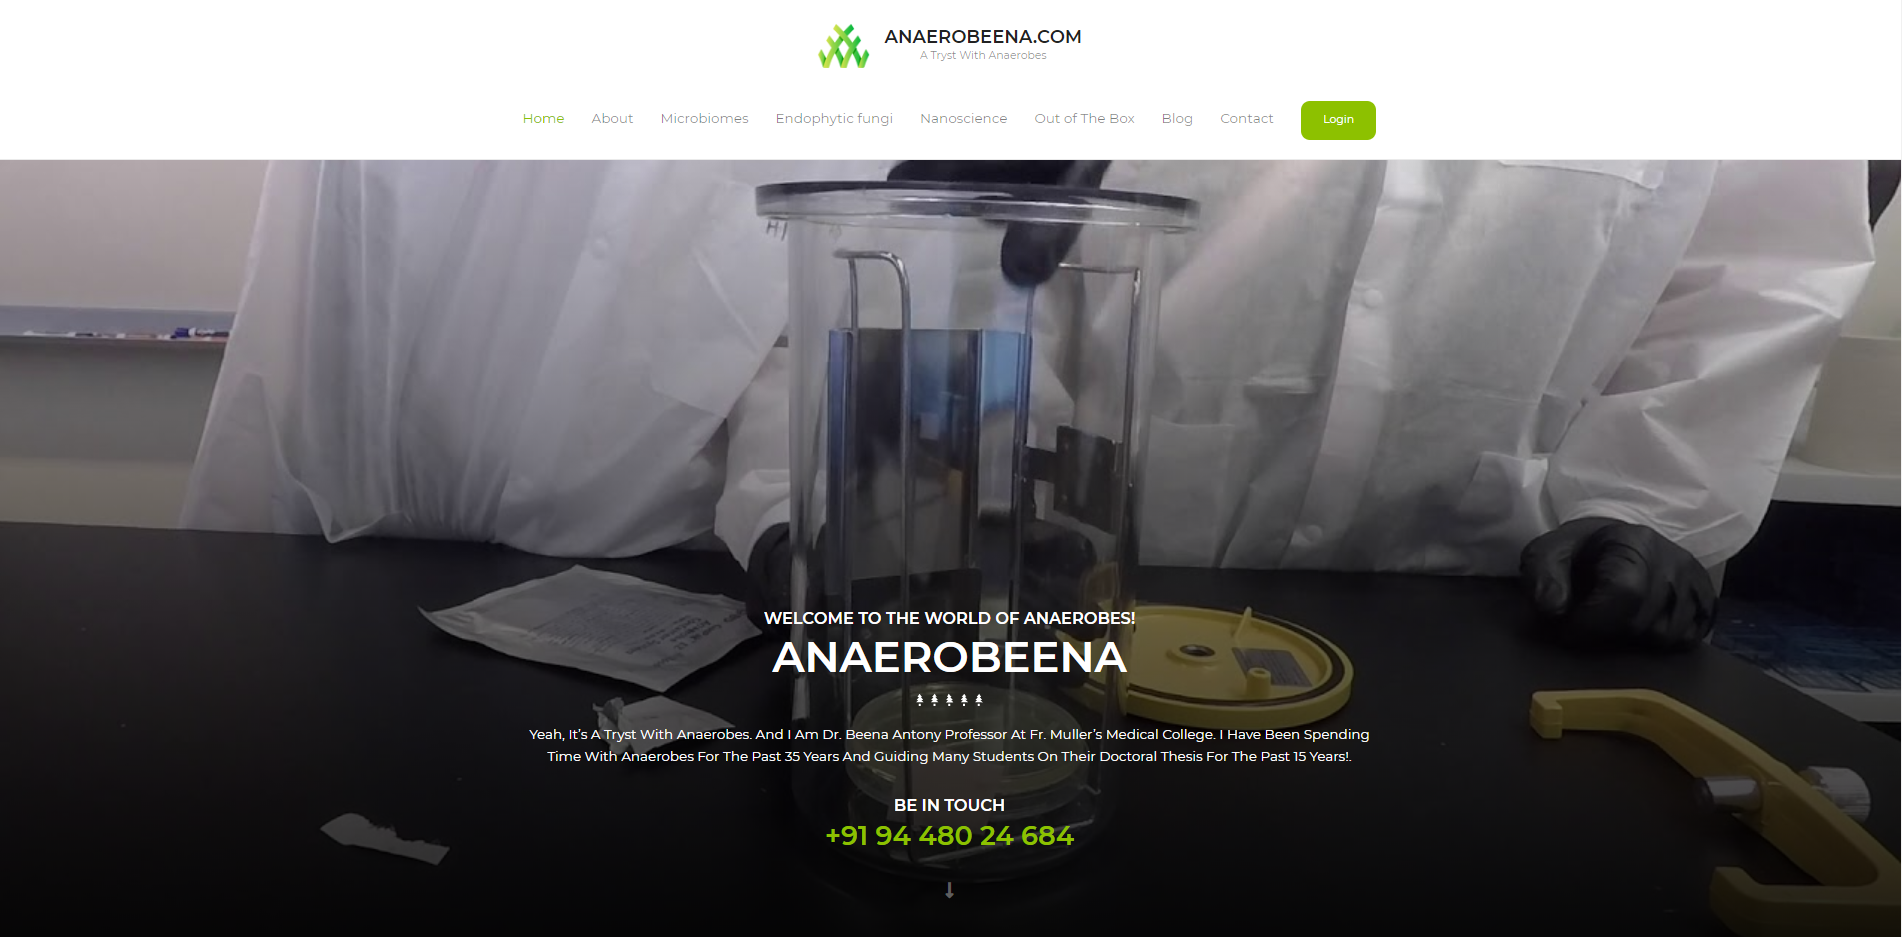 ANAEROBEENA.COM
A Tryst With Anaerobes
Home About Microbiomes Endophytic fungi Nanoscience Out of The Box Blog Contact Login
WELCOME TO THE WORLD OF ANAEROBES!
ANAEROBEENA
Yeah, It's A Tryst With Anaerobes. And I Am Dr. Beena Antony Professor At Fr. Muller's Medical College. I Have Been Spending
Time With Anaerobes For The Past 35 Years And Guiding Many Students On Their Doctoral Thesis For The Past 15 Years!.
BE IN TOUCH
+91 94 480 24 684